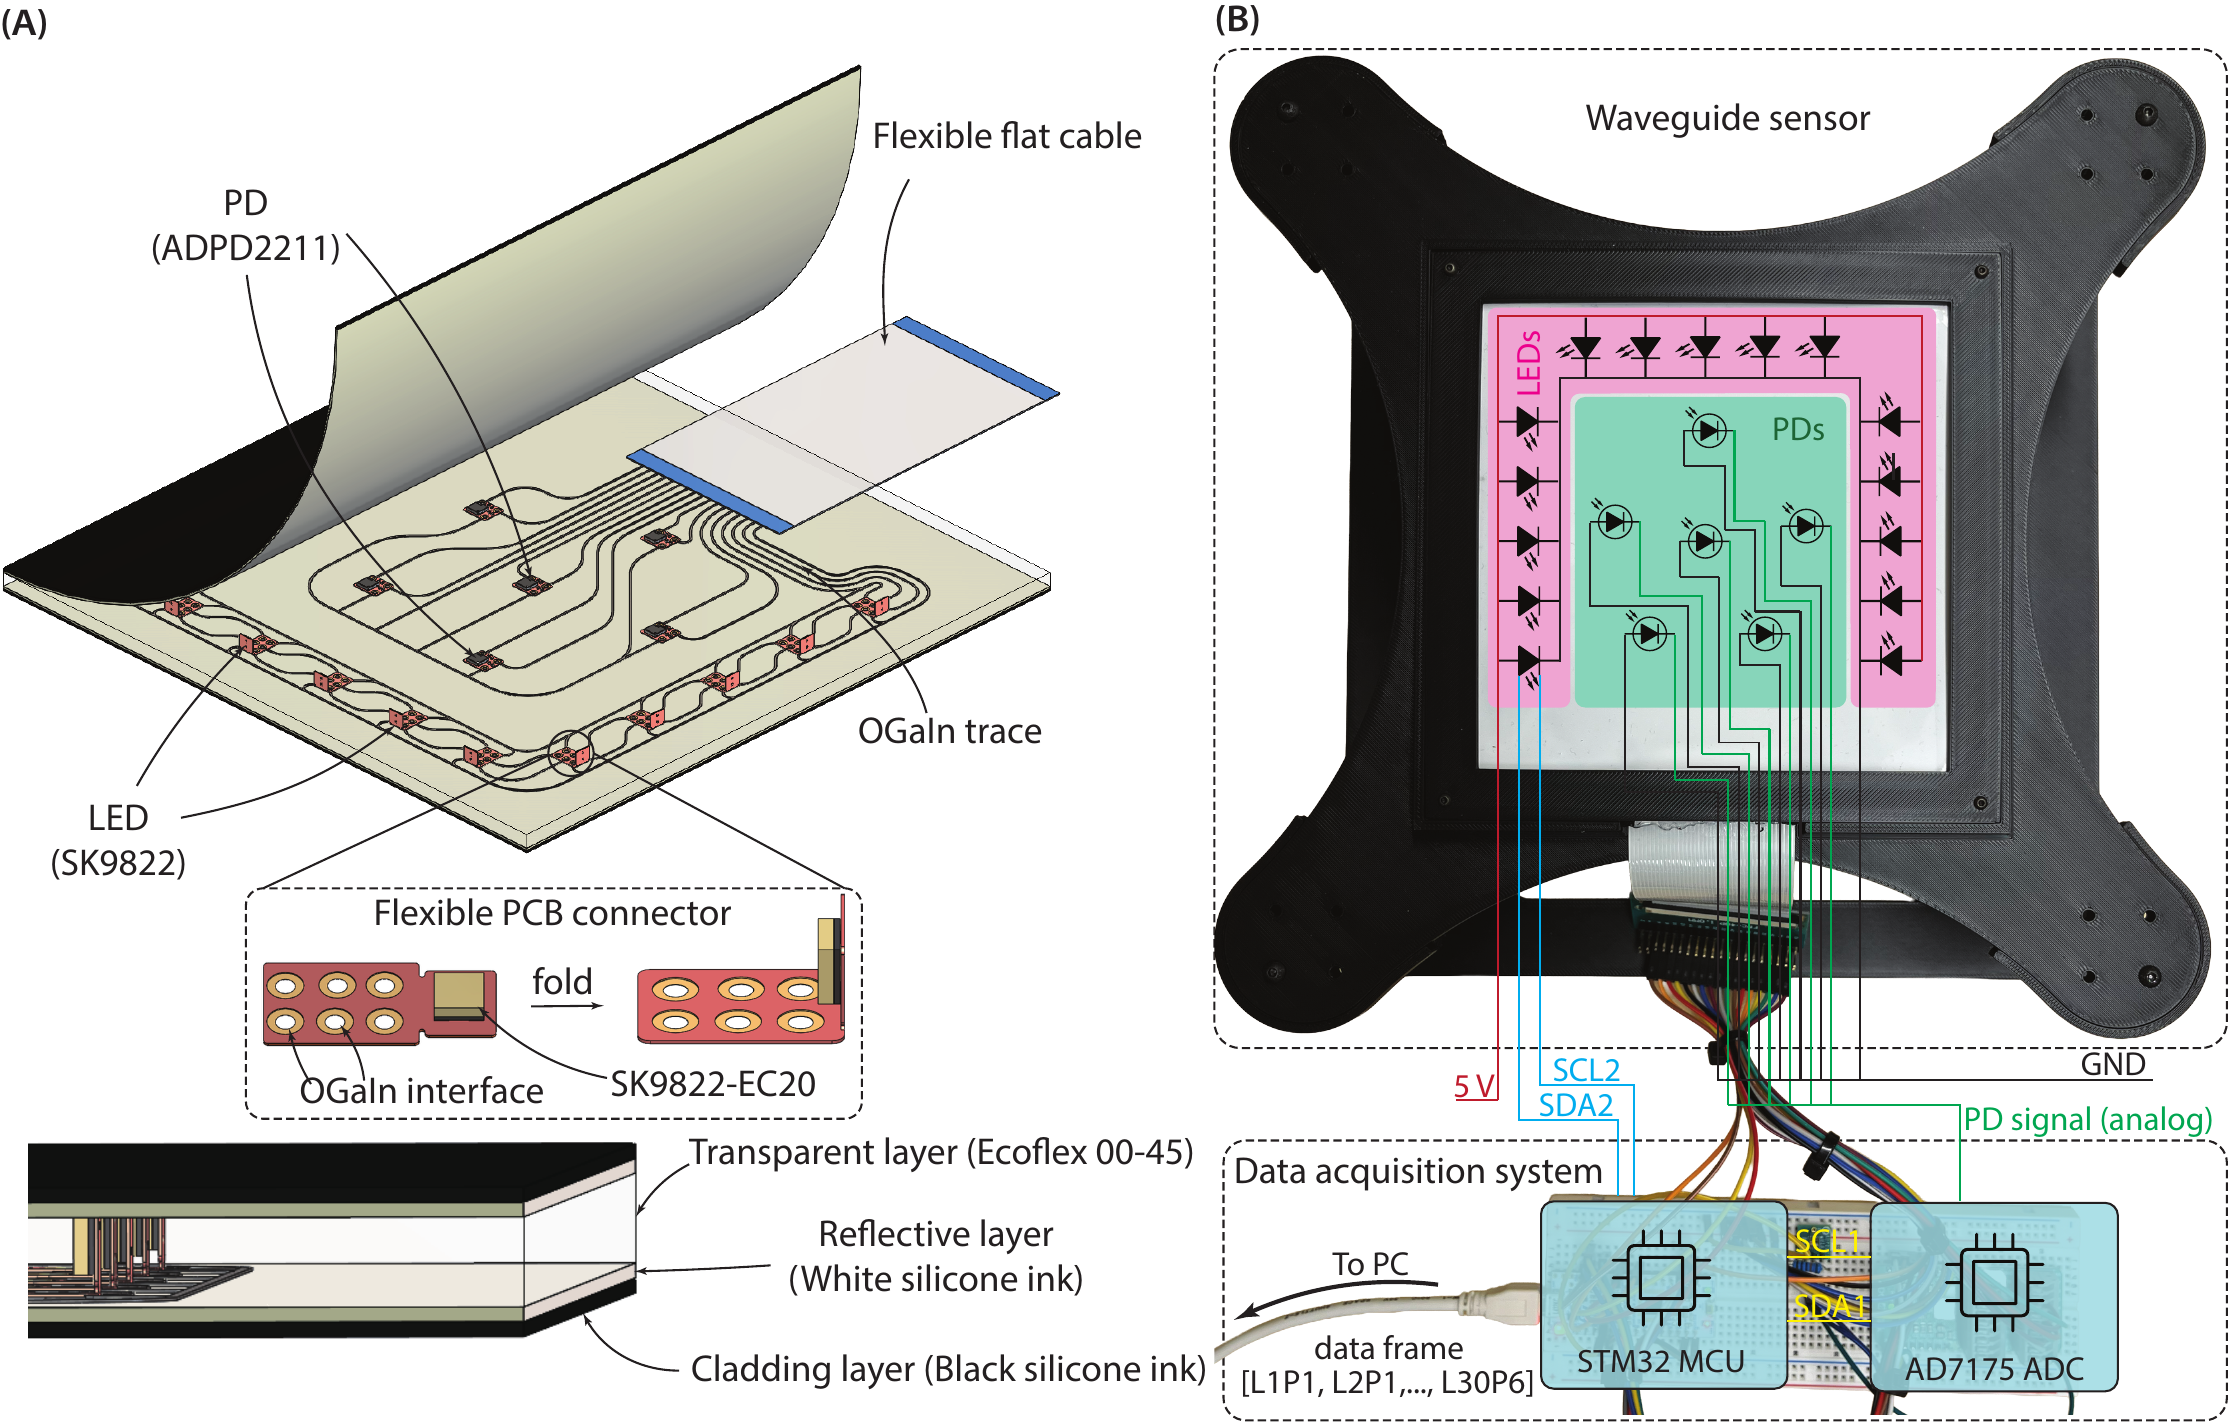 (A)
Flexible flat cable
PD
(ADPD2211)
OGaIn trace
LED
(SK9822)
Flexible PCB connector
fold
OGaIn interface
SK9822-EC20
Transparent layer (Ecoflex 00-45)
Reflective layer
(White silicone ink)
Cladding layer (Black silicone ink)
(B)
Waveguide sensor
LEDs
PDs
GND
5 V
SCL2
SDA2
PD signal (analog)
Data acquisition system
To PC
SCL1
SDA1
data frame
[L1P1, L2P1,..., L30P6]
STM32 MCU
AD7175 ADC